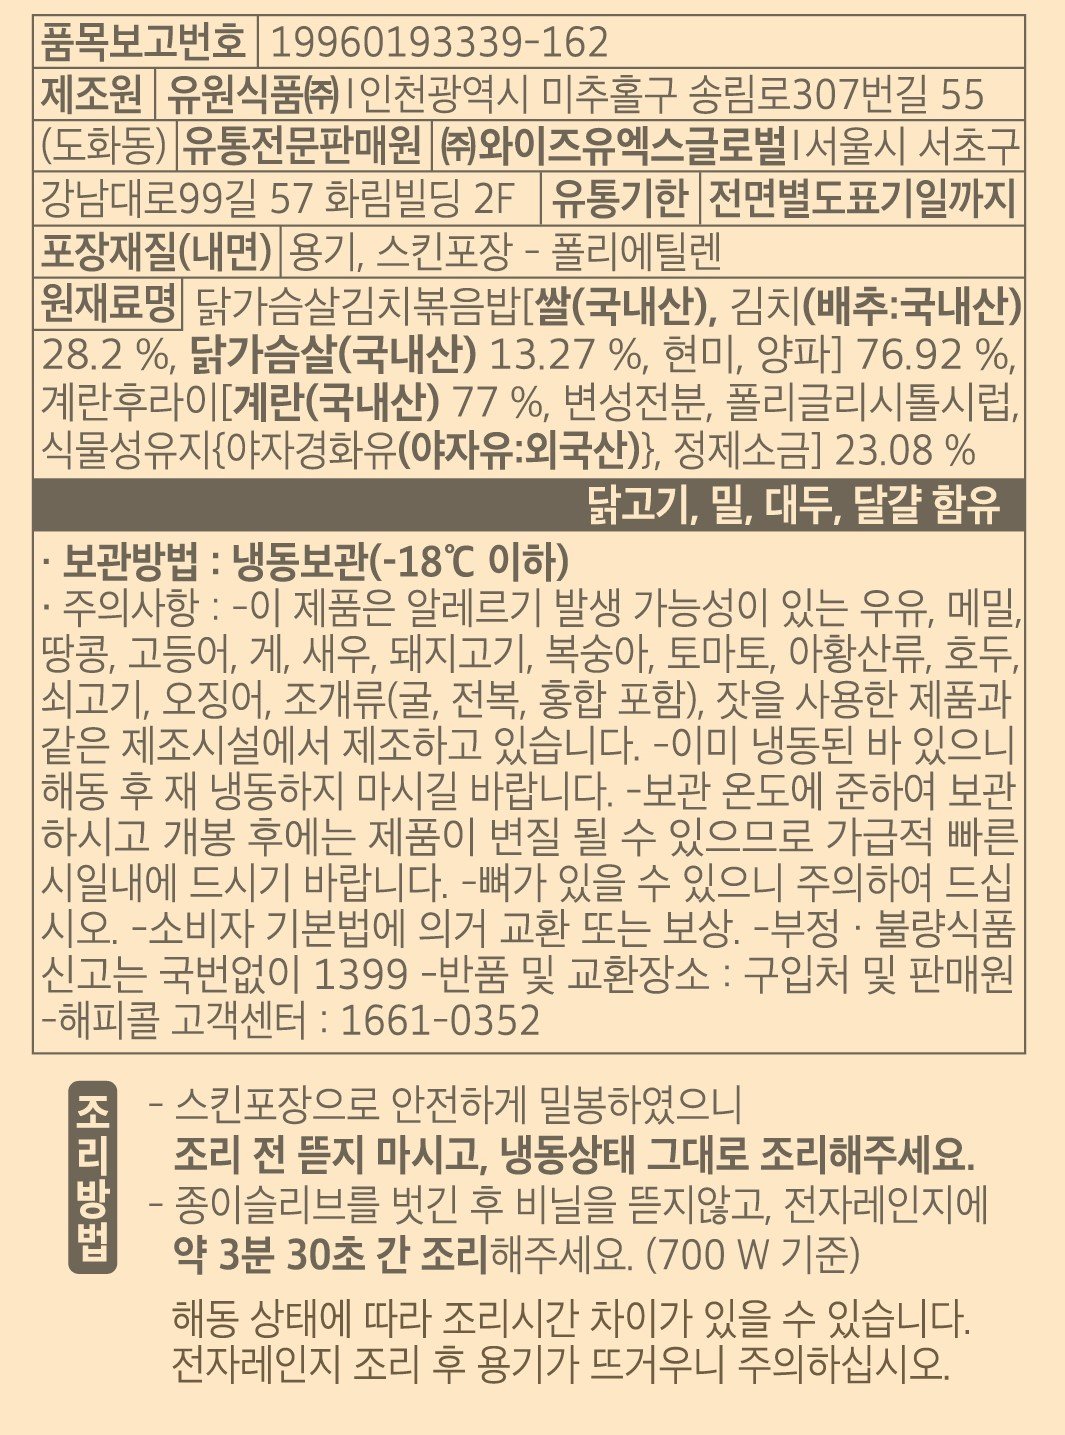 품목보고번호 19960193339-162
제조원 유원식품㈜ | 인천광역시 미추홀구 송림로307번길 55
(도화동) 유통전문판매원 ㈜와이즈유엑스글로벌 | 서울시 서초구
강남대로99길 57 화림빌딩 2F 유통기한 전면별도표기일까지
포장재질(내면) 용기, 스킨포장 - 폴리에틸렌
원재료명 닭가슴살김치볶음밥[쌀(국내산), 김치(배추:국내산)
28.2 %, 닭가슴살(국내산) 13.27 %, 현미, 양파] 76.92 %,
계란후라이[계란(국내산) 77 %, 변성전분, 폴리글리시톨시럽,
식물성유지{야자경화유(야자유:외국산)}, 정제소금] 23.08 %
닭고기, 밀, 대두, 달걀 함유
· 보관방법 : 냉동보관(-18℃ 이하)
· 주의사항 : -이 제품은 알레르기 발생 가능성이 있는 우유, 메밀,
땅콩, 고등어, 게, 새우, 돼지고기, 복숭아, 토마토, 아황산류, 호두,
쇠고기, 오징어, 조개류(굴, 전복, 홍합 포함), 잣을 사용한 제품과
같은 제조시설에서 제조하고 있습니다. -이미 냉동된 바 있으니
해동 후 재 냉동하지 마시길 바랍니다. -보관 온도에 준하여 보관
하시고 개봉 후에는 제품이 변질 될 수 있으므로 가급적 빠른
시일내에 드시기 바랍니다. -뼈가 있을 수 있으니 주의하여 드십
시오. -소비자 기본법에 의거 교환 또는 보상. -부정 · 불량식품
신고는 국번없이 1399 -반품 및 교환장소 : 구입처 및 판매원
-해피콜 고객센터 : 1661-0352
조리방법
- 스킨포장으로 안전하게 밀봉하였으니
조리 전 뜯지 마시고, 냉동상태 그대로 조리해주세요.
- 종이슬리브를 벗긴 후 비닐을 뜯지않고, 전자레인지에
약 3분 30초 간 조리해주세요. (700 W 기준)
해동 상태에 따라 조리시간 차이가 있을 수 있습니다.
전자레인지 조리 후 용기가 뜨거우니 주의하십시오.